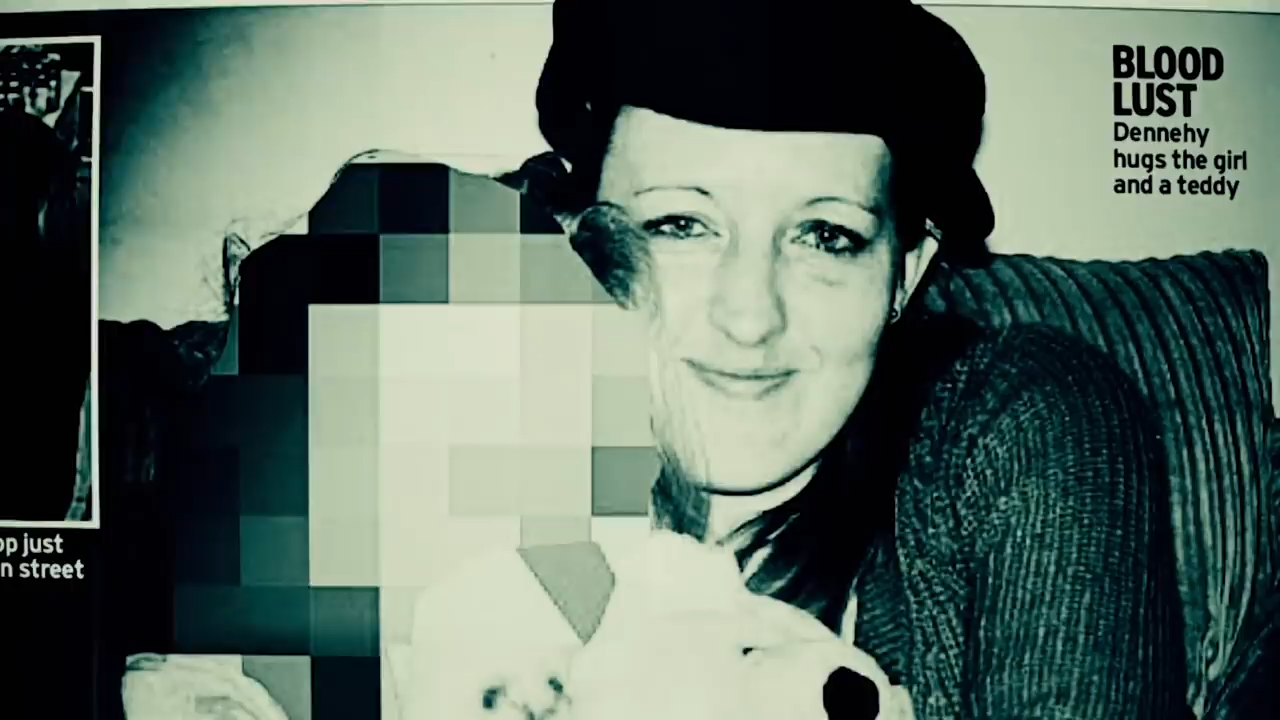 BLOOD
LUST
Dennehy
hugs the girl
and a teddy
op just
n street